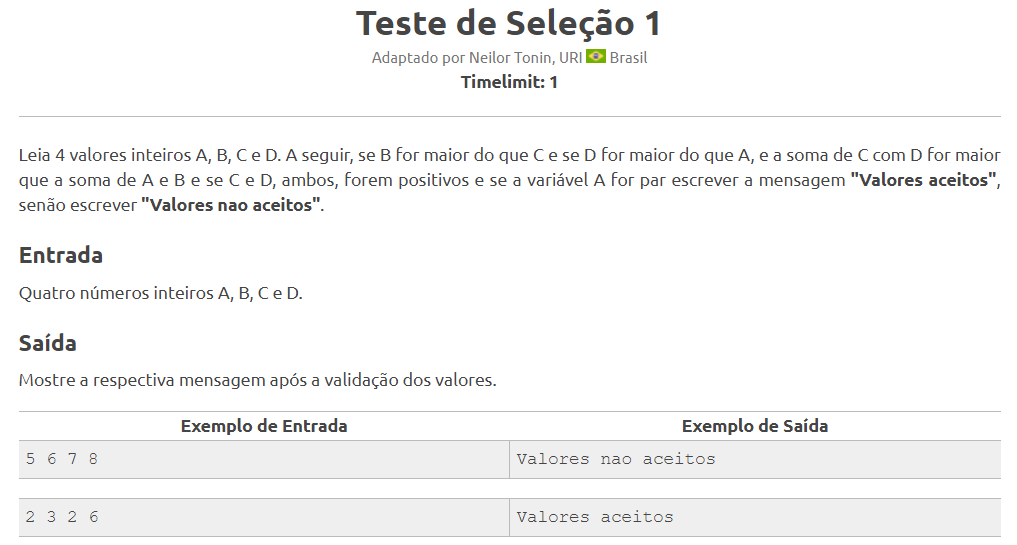 Teste de Seleção 1
Adaptado por Neilor Tonin, URI Brasil
Timelimit: 1
Leia 4 valores inteiros A, B, C e D. A seguir, se B for maior do que C e se D for maior do que A, e a soma de C com D for maior
que a soma de A e B e se C e D, ambos, forem positivos e se a variável A for par escrever a mensagem "Valores aceitos",
senão escrever "Valores nao aceitos".
Entrada
Quatro números inteiros A, B, C e D.
Saída
Mostre a respectiva mensagem após a validação dos valores.
Exemplo de Entrada Exemplo de Saída
5 6 7 8 Valores nao aceitos
2 3 2 6 Valores aceitos